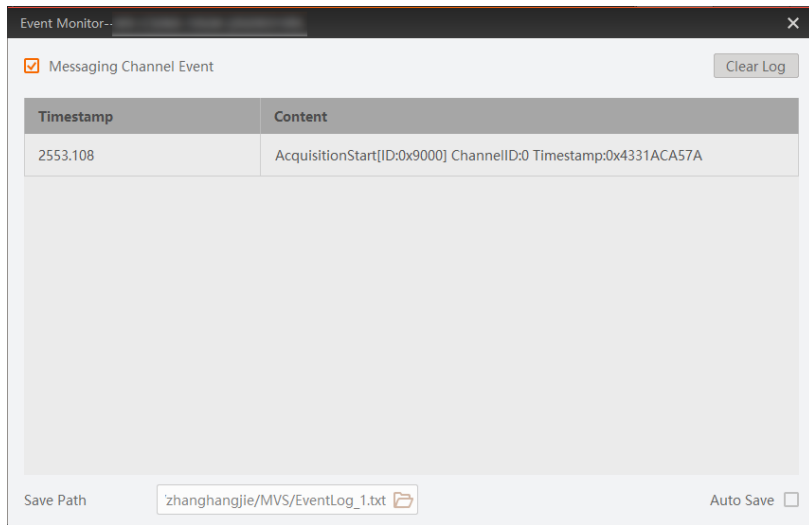 Event Monitor--
Messaging Channel Event
Clear Log
Timestamp Content
2553.108 AcquisitionStart[ID:0x9000] ChannelID:0 Timestamp:0x4331ACA57A
Save Path
zhanghangjie/MVS/EventLog_1.txt
Auto Save